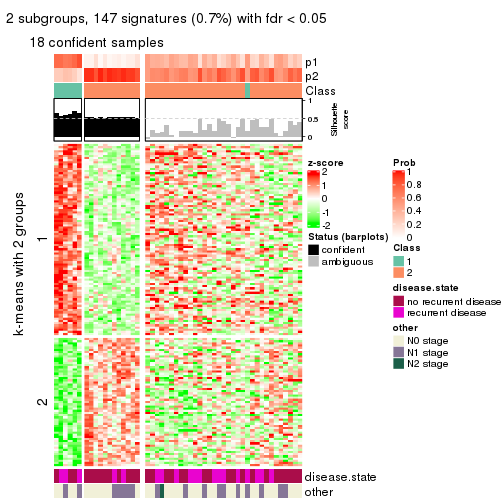 2 subgroups, 147 signatures (0.7%) with fdr < 0.05
18 confident samples
p1
p2
Class
1
0.5
0
Silhouette
score
k-means with 2 groups
1
2
disease.state
other
z-score
2
1
0
-1
-2
Status (barplots)
confident
ambiguous
Prob
1
0.8
0.6
0.4
0.2
0
Class
1
2
disease.state
no recurrent disease
recurrent disease
other
N0 stage
N1 stage
N2 stage